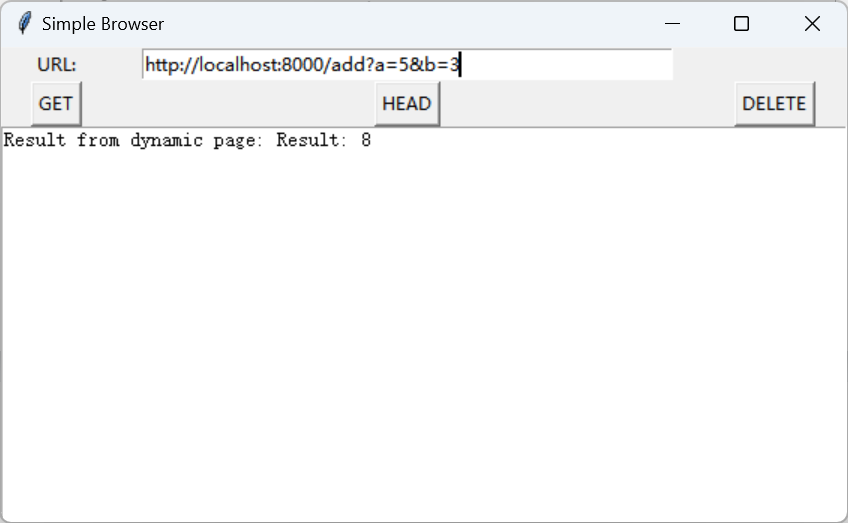 Simple Browser
URL: http://localhost:8000/add?a=5&b=3
GET HEAD DELETE
Result from dynamic page: Result: 8